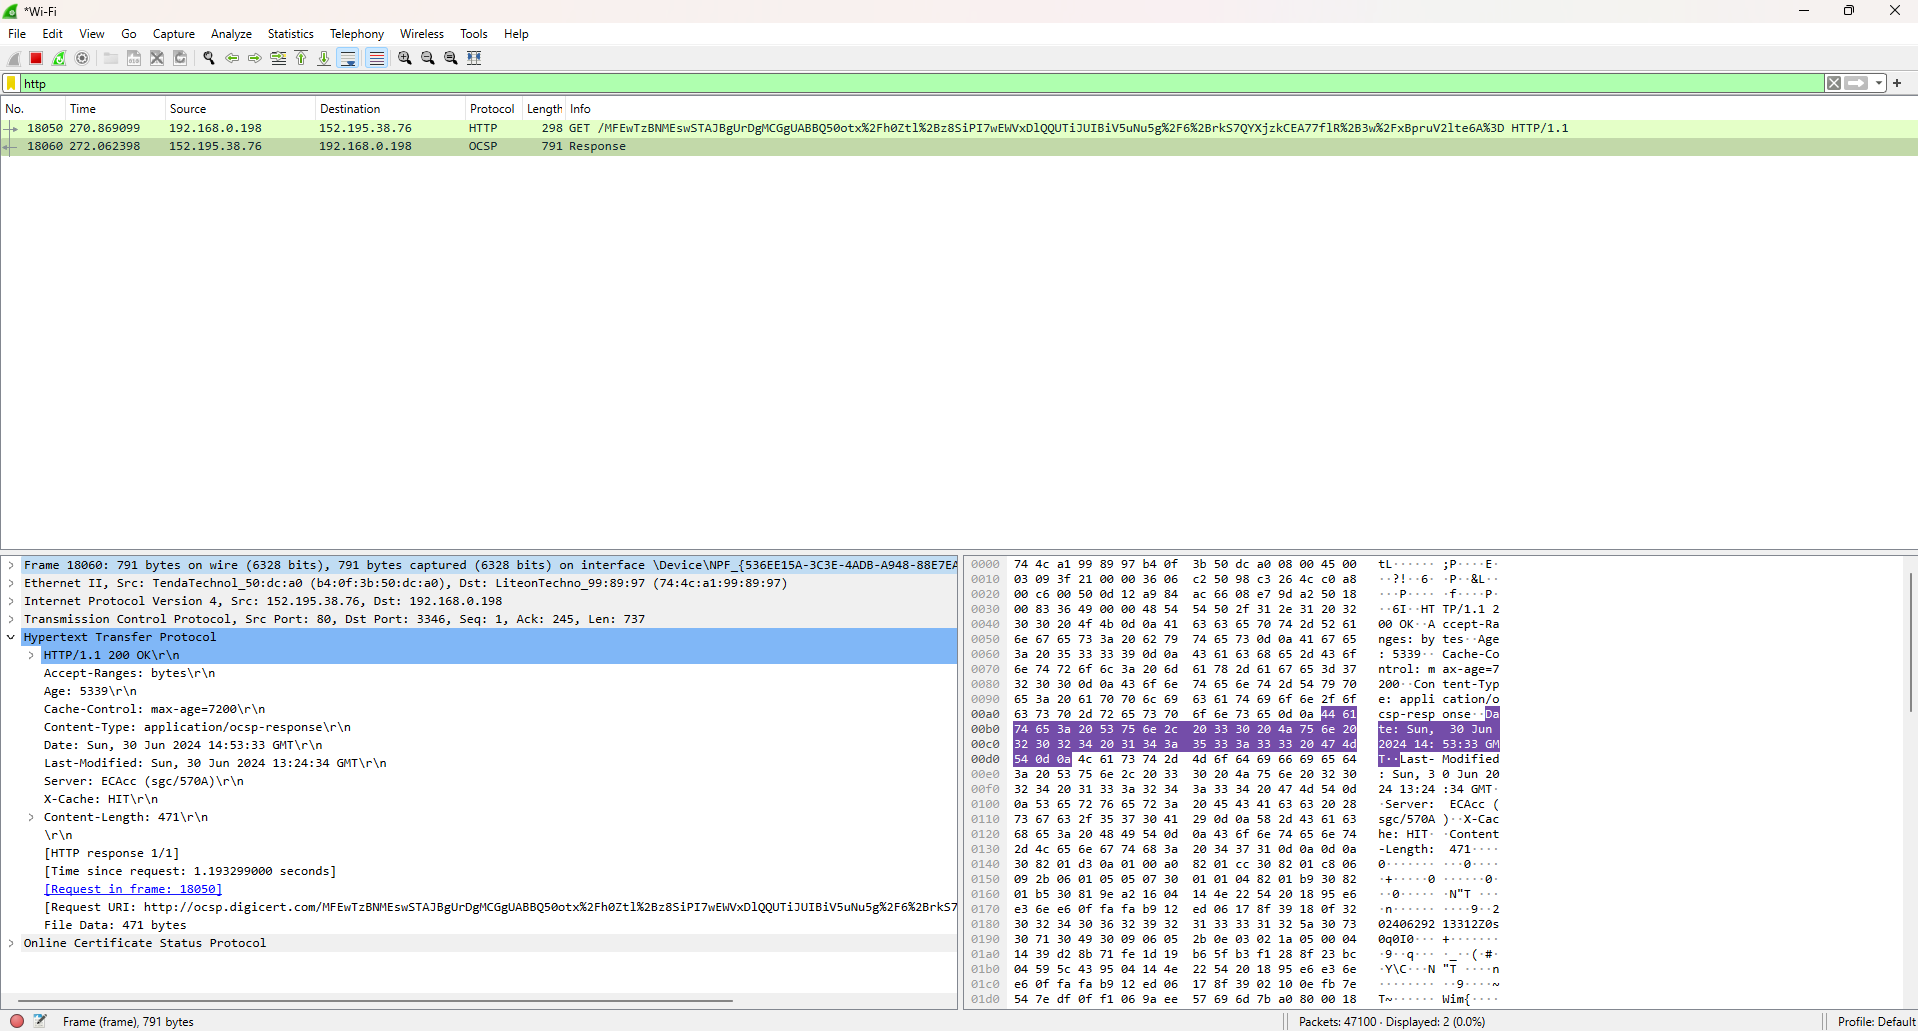 *Wi-Fi
File Edit View Go Capture Analyze Statistics Telephony Wireless Tools Help
http
No. Time Source Destination Protocol Length Info
18050 270.869099 192.168.0.198 152.195.38.76 HTTP 298 GET /MFEwTzBNMEswSTAJBgUrDgMCGgUABBQ50otx%2Fh0Ztl%2Bz8SiPI7wEWVxDlQQUTiJUIBiV5uNu5g%2F6%2BrkS7QYXjzkCEA77flR%2B3w%2FxBpruV2lte6A%3D HTTP/1.1
18060 272.062398 152.195.38.76 192.168.0.198 OCSP 791 Response
Frame 18060: 791 bytes on wire (6328 bits), 791 bytes captured (6328 bits) on interface \Device\NPF_{536EE15A-3C3E-4ADB-A948-88E7EA
Ethernet II, Src: TendaTechnol_50:dc:a0 (b4:0f:3b:50:dc:a0), Dst: LiteonTechno_99:89:97 (74:4c:a1:99:89:97)
Internet Protocol Version 4, Src: 152.195.38.76, Dst: 192.168.0.198
Transmission Control Protocol, Src Port: 80, Dst Port: 3346, Seq: 1, Ack: 245, Len: 737
Hypertext Transfer Protocol
HTTP/1.1 200 OK\r\n
Accept-Ranges: bytes\r\n
Age: 5339\r\n
Cache-Control: max-age=7200\r\n
Content-Type: application/ocsp-response\r\n
Date: Sun, 30 Jun 2024 14:53:33 GMT\r\n
Last-Modified: Sun, 30 Jun 2024 13:24:34 GMT\r\n
Server: ECAcc (sgc/570A)\r\n
X-Cache: HIT\r\n
Content-Length: 471\r\n
\r\n
[HTTP response 1/1]
[Time since request: 1.193299000 seconds]
[Request in frame: 18050]
[Request URI: http://ocsp.digicert.com/MFEwTzBNMEswSTAJBgUrDgMCGgUABBQ50otx%2Fh0Ztl%2Bz8SiPI7wEWVxDlQQUTiJUIBiV5uNu5g%2F6%2BrkS7
File Data: 471 bytes
Online Certificate Status Protocol
0000 74 4c a1 99 89 97 b4 0f 3b 50 dc a0 08 00 45 00 tL······ ;P····E·
0010 03 09 3f 21 00 00 36 06 c2 50 98 c3 26 4c c0 a8 ··?!··6· ·P··&L··
0020 00 c6 00 50 0d 12 a9 84 ac 66 08 e7 9d a2 50 18 ···P···· ·f····P·
0030 00 83 36 49 00 00 48 54 54 50 2f 31 2e 31 20 32 ··6I··HT TP/1.1 2
0040 30 30 20 4f 4b 0d 0a 41 63 63 65 70 74 2d 52 61 00 OK··A ccept-Ra
0050 6e 67 65 73 3a 20 62 79 74 65 73 0d 0a 41 67 65 nges: by tes··Age
0060 3a 20 35 33 33 39 0d 0a 43 61 63 68 65 2d 43 6f : 5339·· Cache-Co
0070 6e 74 72 6f 6c 3a 20 6d 61 78 2d 61 67 65 3d 37 ntrol: m ax-age=7
0080 32 30 30 0d 0a 43 6f 6e 74 65 6e 74 2d 54 79 70 200··Con tent-Typ
0090 65 3a 20 61 70 70 6c 69 63 61 74 69 6f 6e 2f 6f e: appli cation/o
00a0 63 73 70 2d 72 65 73 70 6f 6e 73 65 0d 0a 44 61 csp-resp onse··Da
00b0 74 65 3a 20 53 75 6e 2c 20 33 30 20 4a 75 6e 20 te: Sun, 30 Jun
00c0 32 30 32 34 20 31 34 3a 35 33 3a 33 33 20 47 4d 2024 14: 53:33 GM
00d0 54 0d 0a 4c 61 73 74 2d 4d 6f 64 69 66 69 65 64 T··Last- Modified
00e0 3a 20 53 75 6e 2c 20 33 30 20 4a 75 6e 20 32 30 : Sun, 3 0 Jun 20
00f0 32 34 20 31 33 3a 32 34 3a 33 34 20 47 4d 54 0d 24 13:24 :34 GMT·
0100 0a 53 65 72 76 65 72 3a 20 45 43 41 63 63 20 28 ·Server: ECAcc (
0110 73 67 63 2f 35 37 30 41 29 0d 0a 58 2d 43 61 63 sgc/570A )··X-Cac
0120 68 65 3a 20 48 49 54 0d 0a 43 6f 6e 74 65 6e 74 he: HIT· ·Content
0130 2d 4c 65 6e 67 74 68 3a 20 34 37 31 0d 0a 0d 0a -Length: 471····
0140 30 82 01 d3 0a 01 00 a0 82 01 cc 30 82 01 c8 06 0······· ···0····
0150 09 2b 06 01 05 05 07 30 01 01 04 82 01 b9 30 82 ·+·····0 ······0·
0160 01 b5 30 81 9e a2 16 04 14 4e 22 54 20 18 95 e6 ··0····· ·N"T ···
0170 e3 6e e6 0f fa fa b9 12 ed 06 17 8f 39 18 0f 32 ·n······ ····9··2
0180 30 32 34 30 36 32 39 32 31 33 33 31 32 5a 30 73 02406292 13312Z0s
0190 30 71 30 49 30 09 06 05 2b 0e 03 02 1a 05 00 04 0q0I0··· +·······
01a0 14 39 d2 8b 71 fe 1d 19 b6 5f b3 f1 28 8f 23 bc ·9··q··· ·_··(·#·
01b0 04 59 5c 43 95 04 14 4e 22 54 20 18 95 e6 e3 6e ·Y\C···N "T ····n
01c0 e6 0f fa fa b9 12 ed 06 17 8f 39 02 10 0e fb 7e ········ ··9····~
01d0 54 7e df 0f f1 06 9a ee 57 69 6d 7b a0 80 00 18 T~······ Wim{····
Frame (frame), 791 bytes
Packets: 47100 · Displayed: 2 (0.0%)
Profile: Default